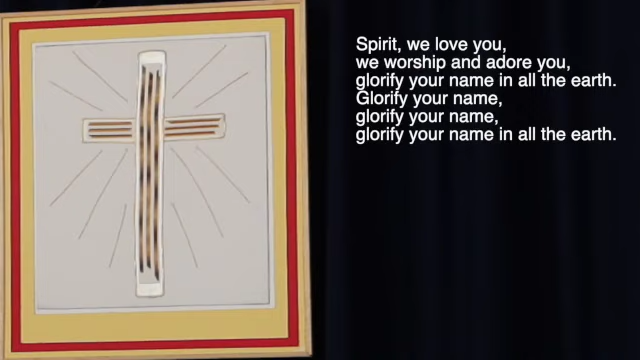 Spirit, we love you,
we worship and adore you,
glorify your name in all the earth.
Glorify your name,
glorify your name,
glorify your name in all the earth.